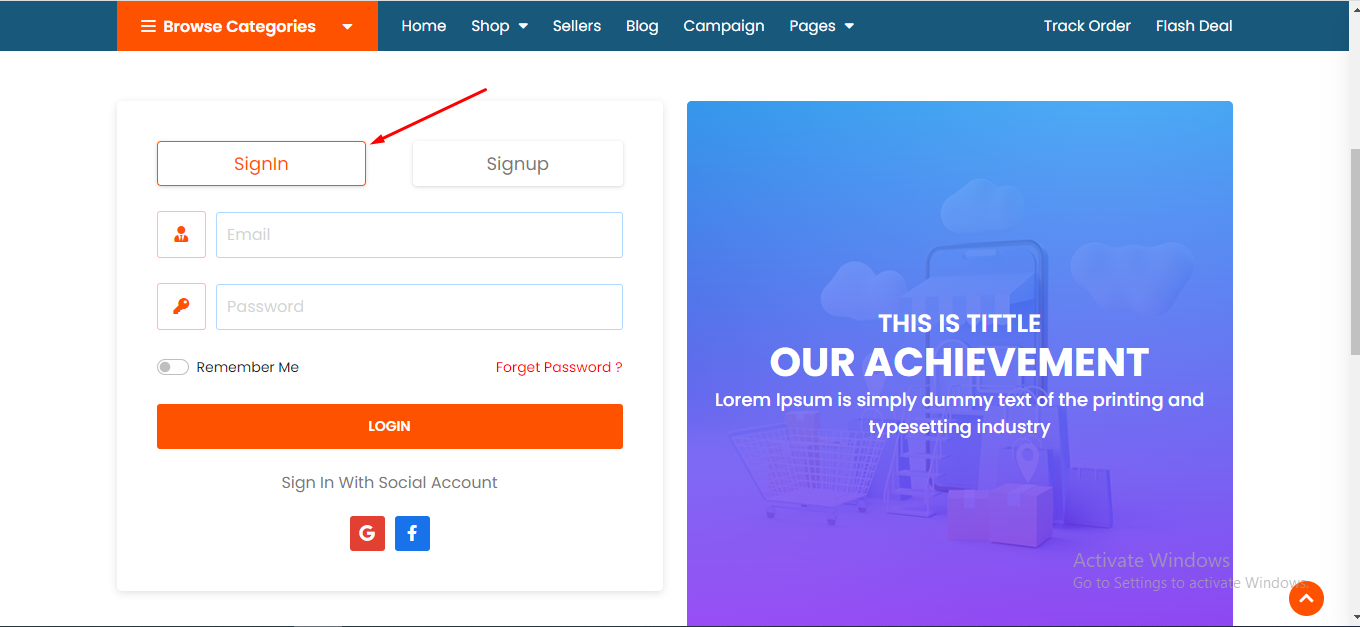 Browse Categories
Home Shop Sellers Blog Campaign Pages Track Order Flash Deal
SignIn Signup
Email
Password
Remember Me Forget Password ?
LOGIN
Sign In With Social Account
G f
THIS IS TITTLE
OUR ACHIEVEMENT
Lorem Ipsum is simply dummy text of the printing and
typesetting industry
Activate Windows
Go to Settings to activate Windows.